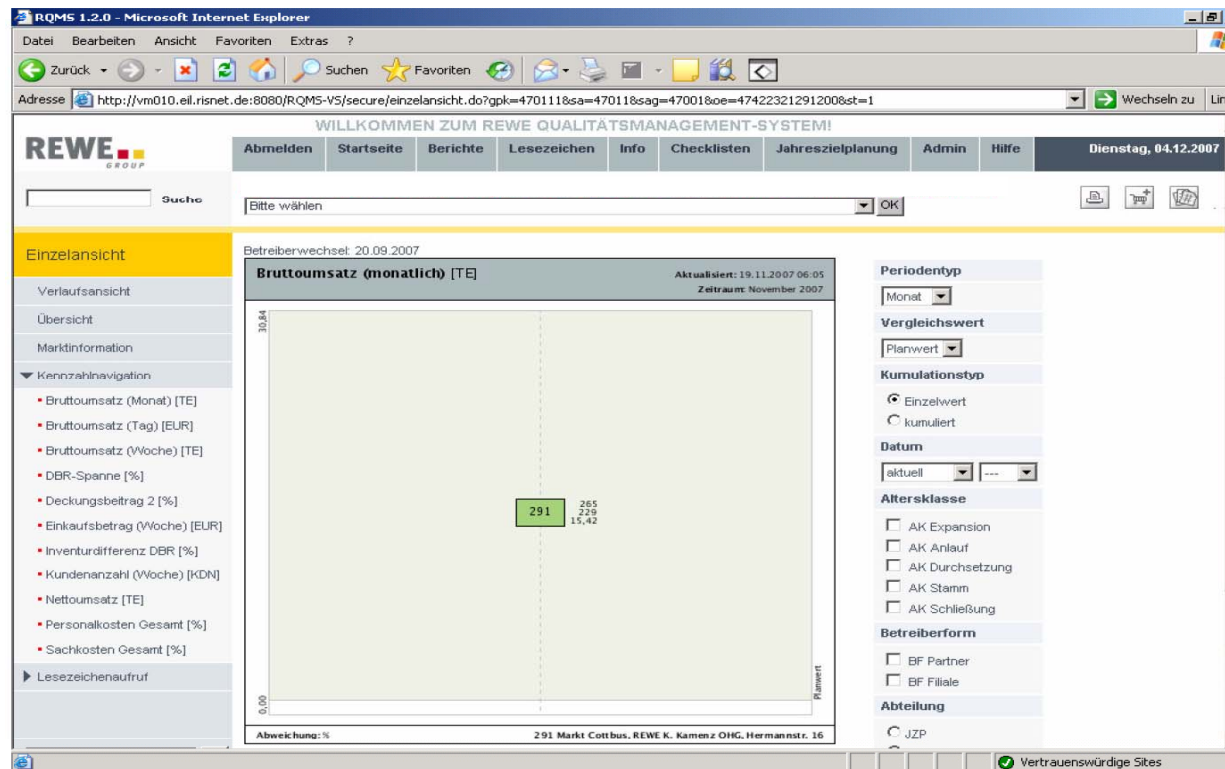 RQMS 1.2.0 - Microsoft Internet Explorer
Datei Bearbeiten Ansicht Favoriten Extras ?
Zurück Suchen Favoriten
Adresse http://vm010.eil.risnet.de:8080/RQMS-VS/secure/einzelansicht.do?gpk=470111&sa=47011&sag=47001&oe=47422321291200&st=1 Wechseln zu
WILLKOMMEN ZUM REWE QUALITÄTSMANAGEMENT-SYSTEM!
REWE GROUP
Abmelden Startseite Berichte Lesezeichen Info Checklisten Jahreszielplanung Admin Hilfe Dienstag, 04.12.2007
Suche
Bitte wählen OK
Einzelansicht
Verlaufsansicht
Übersicht
Marktinformation
Kennzahlnavigation
Bruttoumsatz (Monat) [TE]
Bruttoumsatz (Tag) [EUR]
Bruttoumsatz (Woche) [TE]
DBR-Spanne [%]
Deckungsbeitrag 2 [%]
Einkaufsbetrag (Woche) [EUR]
Inventurdifferenz DBR [%]
Kundenanzahl (Woche) [KDN]
Nettoumsatz [TE]
Personalkosten Gesamt [%]
Sachkosten Gesamt [%]
Lesezeichenaufruf
Betreiberwechsel: 20.09.2007
Bruttoumsatz (monatlich) [TE]
Aktualisiert: 19.11.2007 06:05
Zeitraum: November 2007
30,84
291
265
229
15,42
0,00
Planwert
Abweichung: % 291 Markt Cottbus, REWE K. Kamenz OHG, Hermannstr. 16
Periodentyp
Monat
Vergleichswert
Planwert
Kumulationstyp
Einzelwert
kumuliert
Datum
aktuell ---
Altersklasse
AK Expansion
AK Anlauf
AK Durchsetzung
AK Stamm
AK Schließung
Betreiberform
BF Partner
BF Filiale
Abteilung
JZP
Vertrauenswürdige Sites